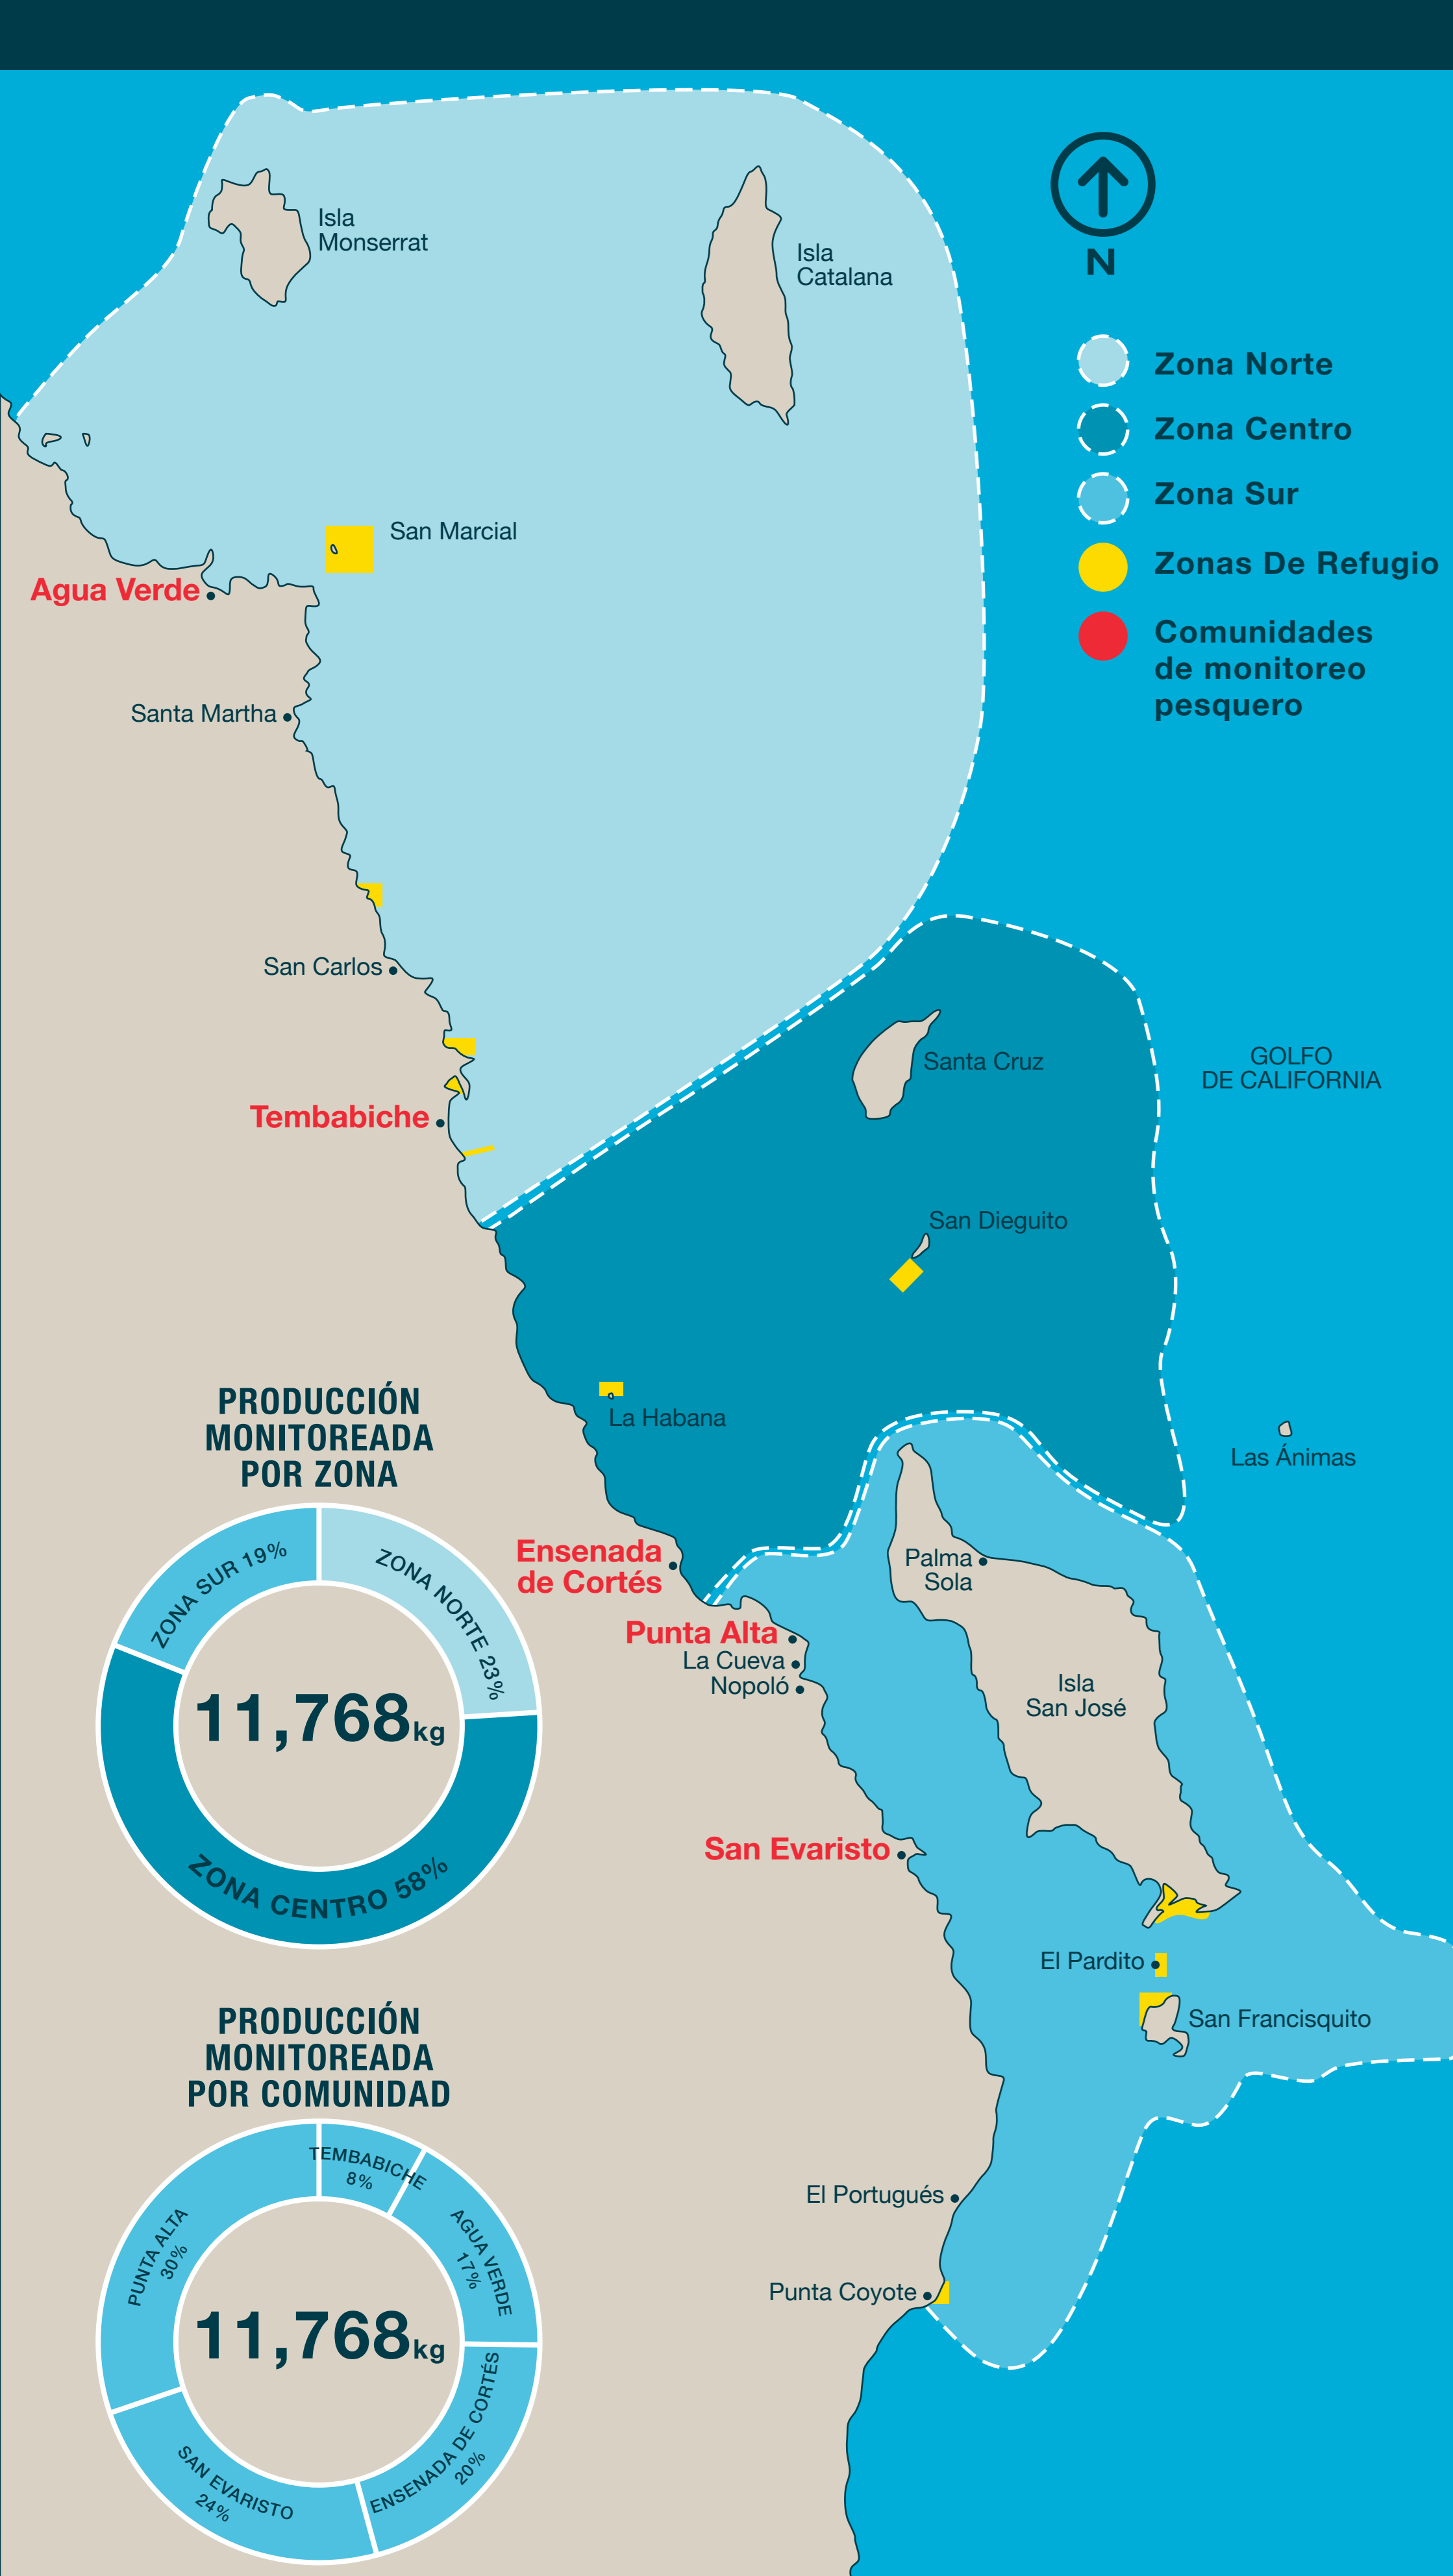 Isla
Monserrat
Isla
Catalana
N
Zona Norte
Zona Centro
Zona Sur
Zonas De Refugio
Comunidades
de monitoreo
pesquero
San Marcial
Agua Verde
Santa Martha
San Carlos
Tembabiche
Santa Cruz
GOLFO
DE CALIFORNIA
San Dieguito
La Habana
Las Ánimas
Ensenada
de Cortés
Palma
Sola
Punta Alta
La Cueva
Nopoló
Isla
San José
San Evaristo
El Pardito
San Francisquito
El Portugués
Punta Coyote
PRODUCCIÓN
MONITOREADA
POR ZONA
ZONA SUR 19%
ZONA NORTE 23%
11,768kg
ZONA CENTRO 58%
PRODUCCIÓN
MONITOREADA
POR COMUNIDAD
TEMBABICHE
8%
AGUA VERDE
17%
PUNTA ALTA
30%
11,768kg
ENSENADA DE CORTÉS
20%
SAN EVARISTO
24%